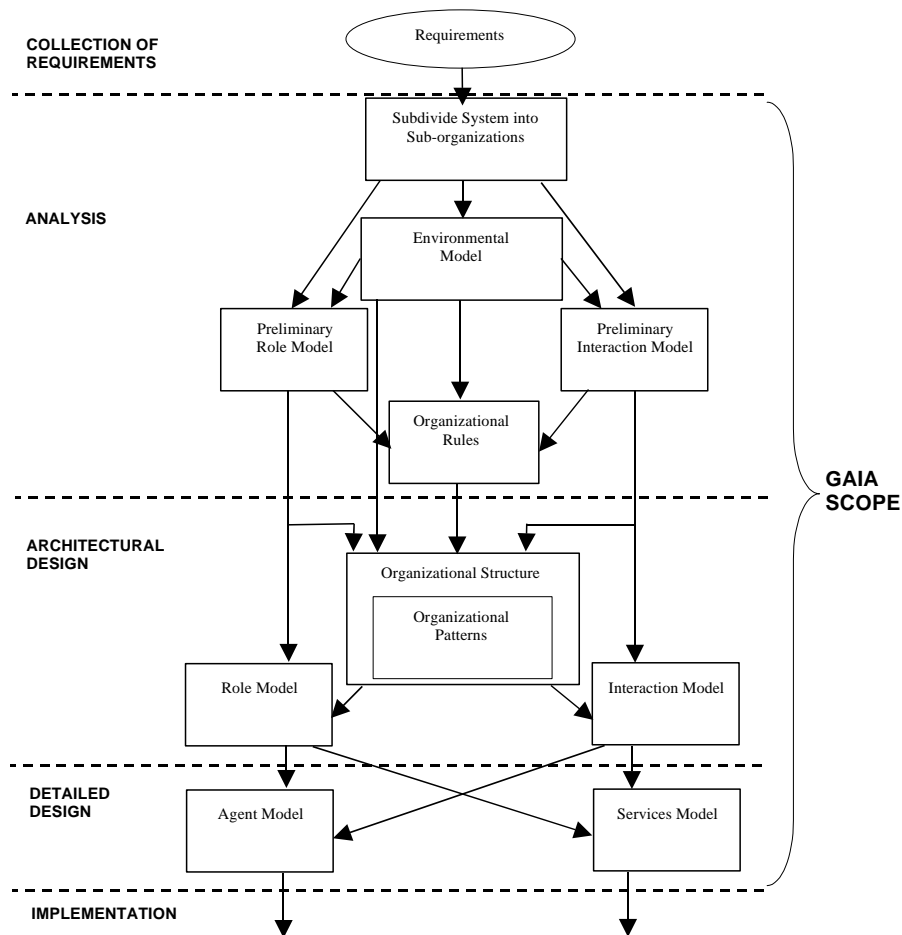 Requirements
COLLECTION OF
REQUIREMENTS
Subdivide System into
Sub-organizations
ANALYSIS
Environmental
Model
Preliminary
Role Model
Preliminary
Interaction Model
Organizational
Rules
GAIA
SCOPE
ARCHITECTURAL
DESIGN
Organizational Structure
Organizational
Patterns
Role Model
Interaction Model
DETAILED
DESIGN
Agent Model
Services Model
IMPLEMENTATION